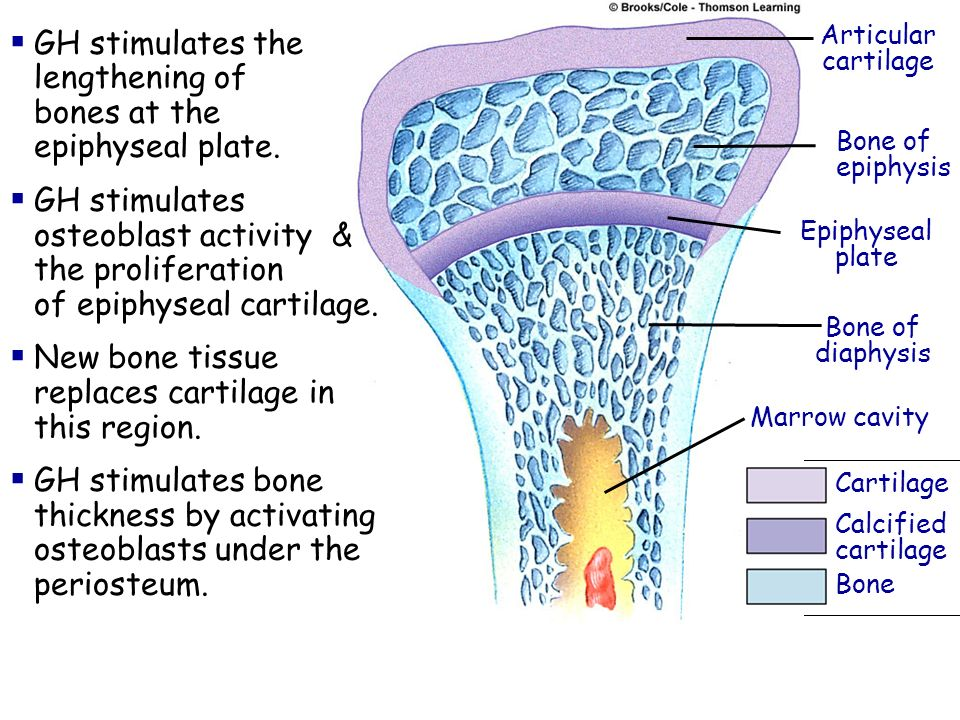 © Brooks/Cole - Thomson Learning
▪ GH stimulates the
lengthening of
bones at the
epiphyseal plate.
▪ GH stimulates
osteoblast activity &
the proliferation
of epiphyseal cartilage.
▪ New bone tissue
replaces cartilage in
this region.
▪ GH stimulates bone
thickness by activating
osteoblasts under the
periosteum.
Articular
cartilage
Bone of
epiphysis
Epiphyseal
plate
Bone of
diaphysis
Marrow cavity
Cartilage
Calcified
cartilage
Bone